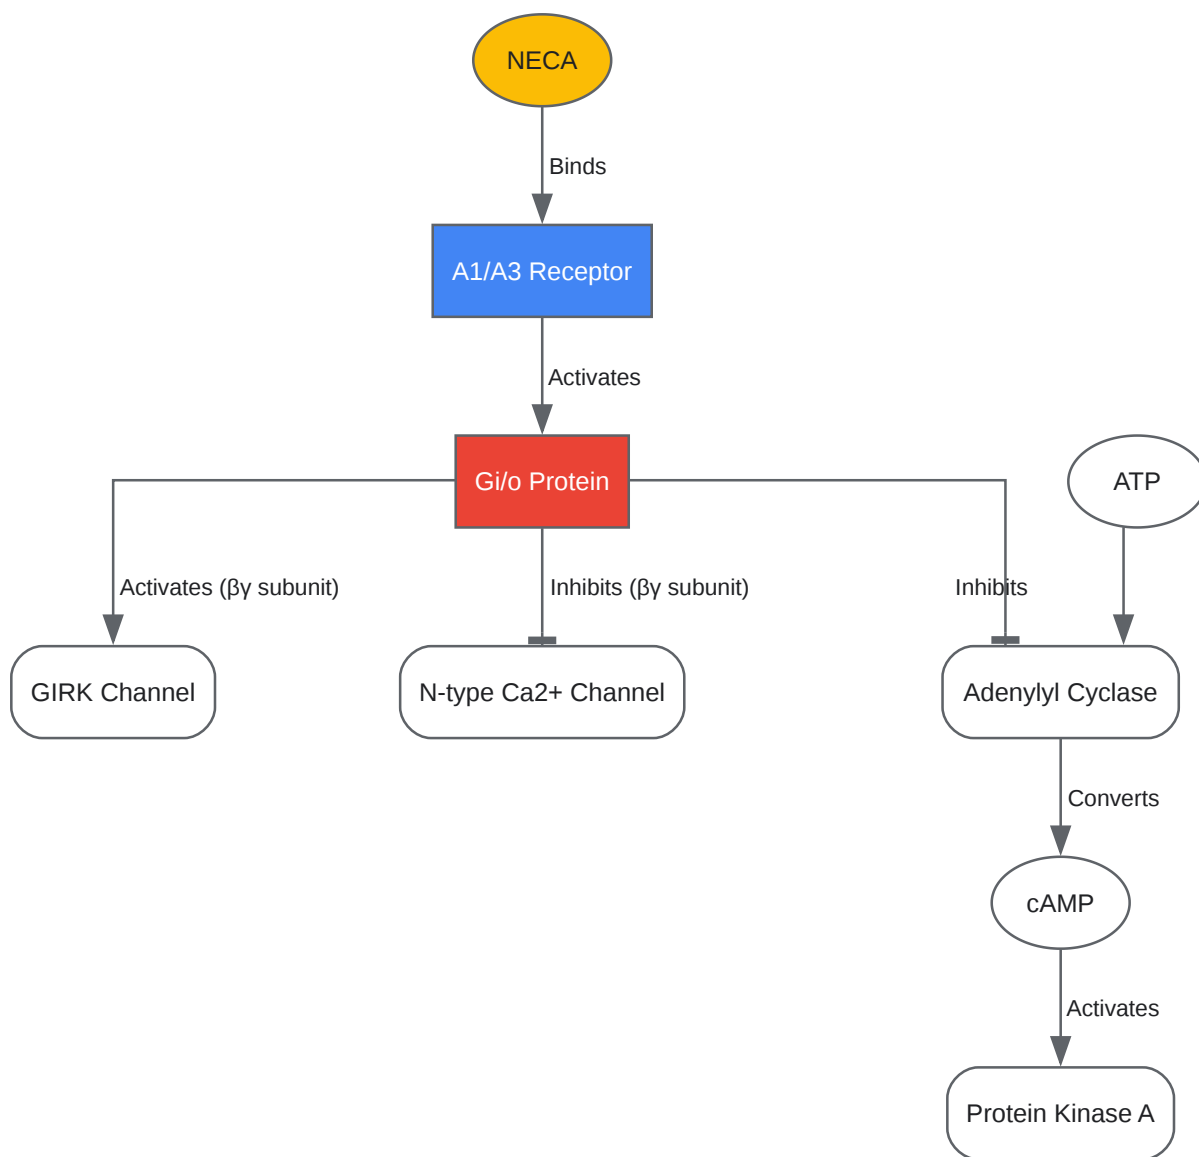 NECA
Binds
A1/A3 Receptor
Activates
Gi/o Protein
ATP
Activates (βγ subunit)
Inhibits (βγ subunit)
Inhibits
GIRK Channel
N-type Ca2+ Channel
Adenylyl Cyclase
Converts
cAMP
Activates
Protein Kinase A